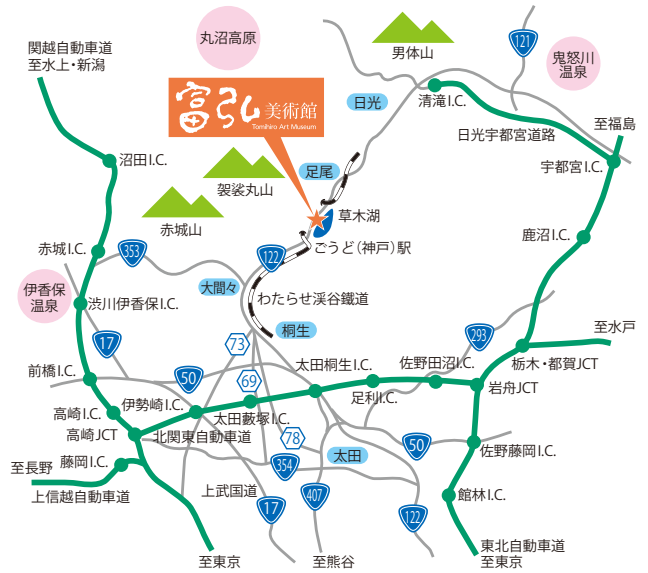 関越自動車道
至水上・新潟
丸沼高原
男体山
121
鬼怒川
温泉
富弘美術館
Tomihiro Art Museum
日光
清滝I.C.
日光宇都宮道路
至福島
沼田I.C.
宇都宮I.C.
足尾
袈裟丸山
赤城山
草木湖
鹿沼I.C.
赤城I.C.
353
122
ごうど(神戸)駅
伊香保
温泉
大間々
わたらせ渓谷鐵道
渋川伊香保I.C.
桐生
至水戸
17
73
293
前橋I.C.
50
69
太田桐生I.C.
佐野田沼I.C.
栃木・都賀JCT
岩舟JCT
伊勢崎I.C.
足利I.C.
高崎I.C.
太田藪塚I.C.
高崎JCT
北関東自動車道
78
50
佐野藤岡I.C.
至長野
藤岡I.C.
354
太田
上信越自動車道
上武国道
17
407
122
館林I.C.
東北自動車道
至東京
至東京
至熊谷